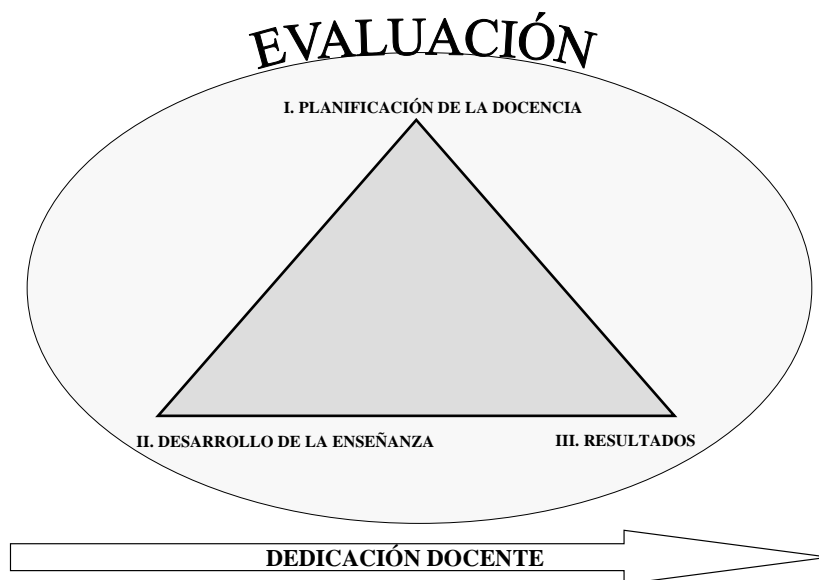 EVALUACIÓN
I. PLANIFICACIÓN DE LA DOCENCIA
II. DESARROLLO DE LA ENSEÑANZA
III. RESULTADOS
DEDICACIÓN DOCENTE